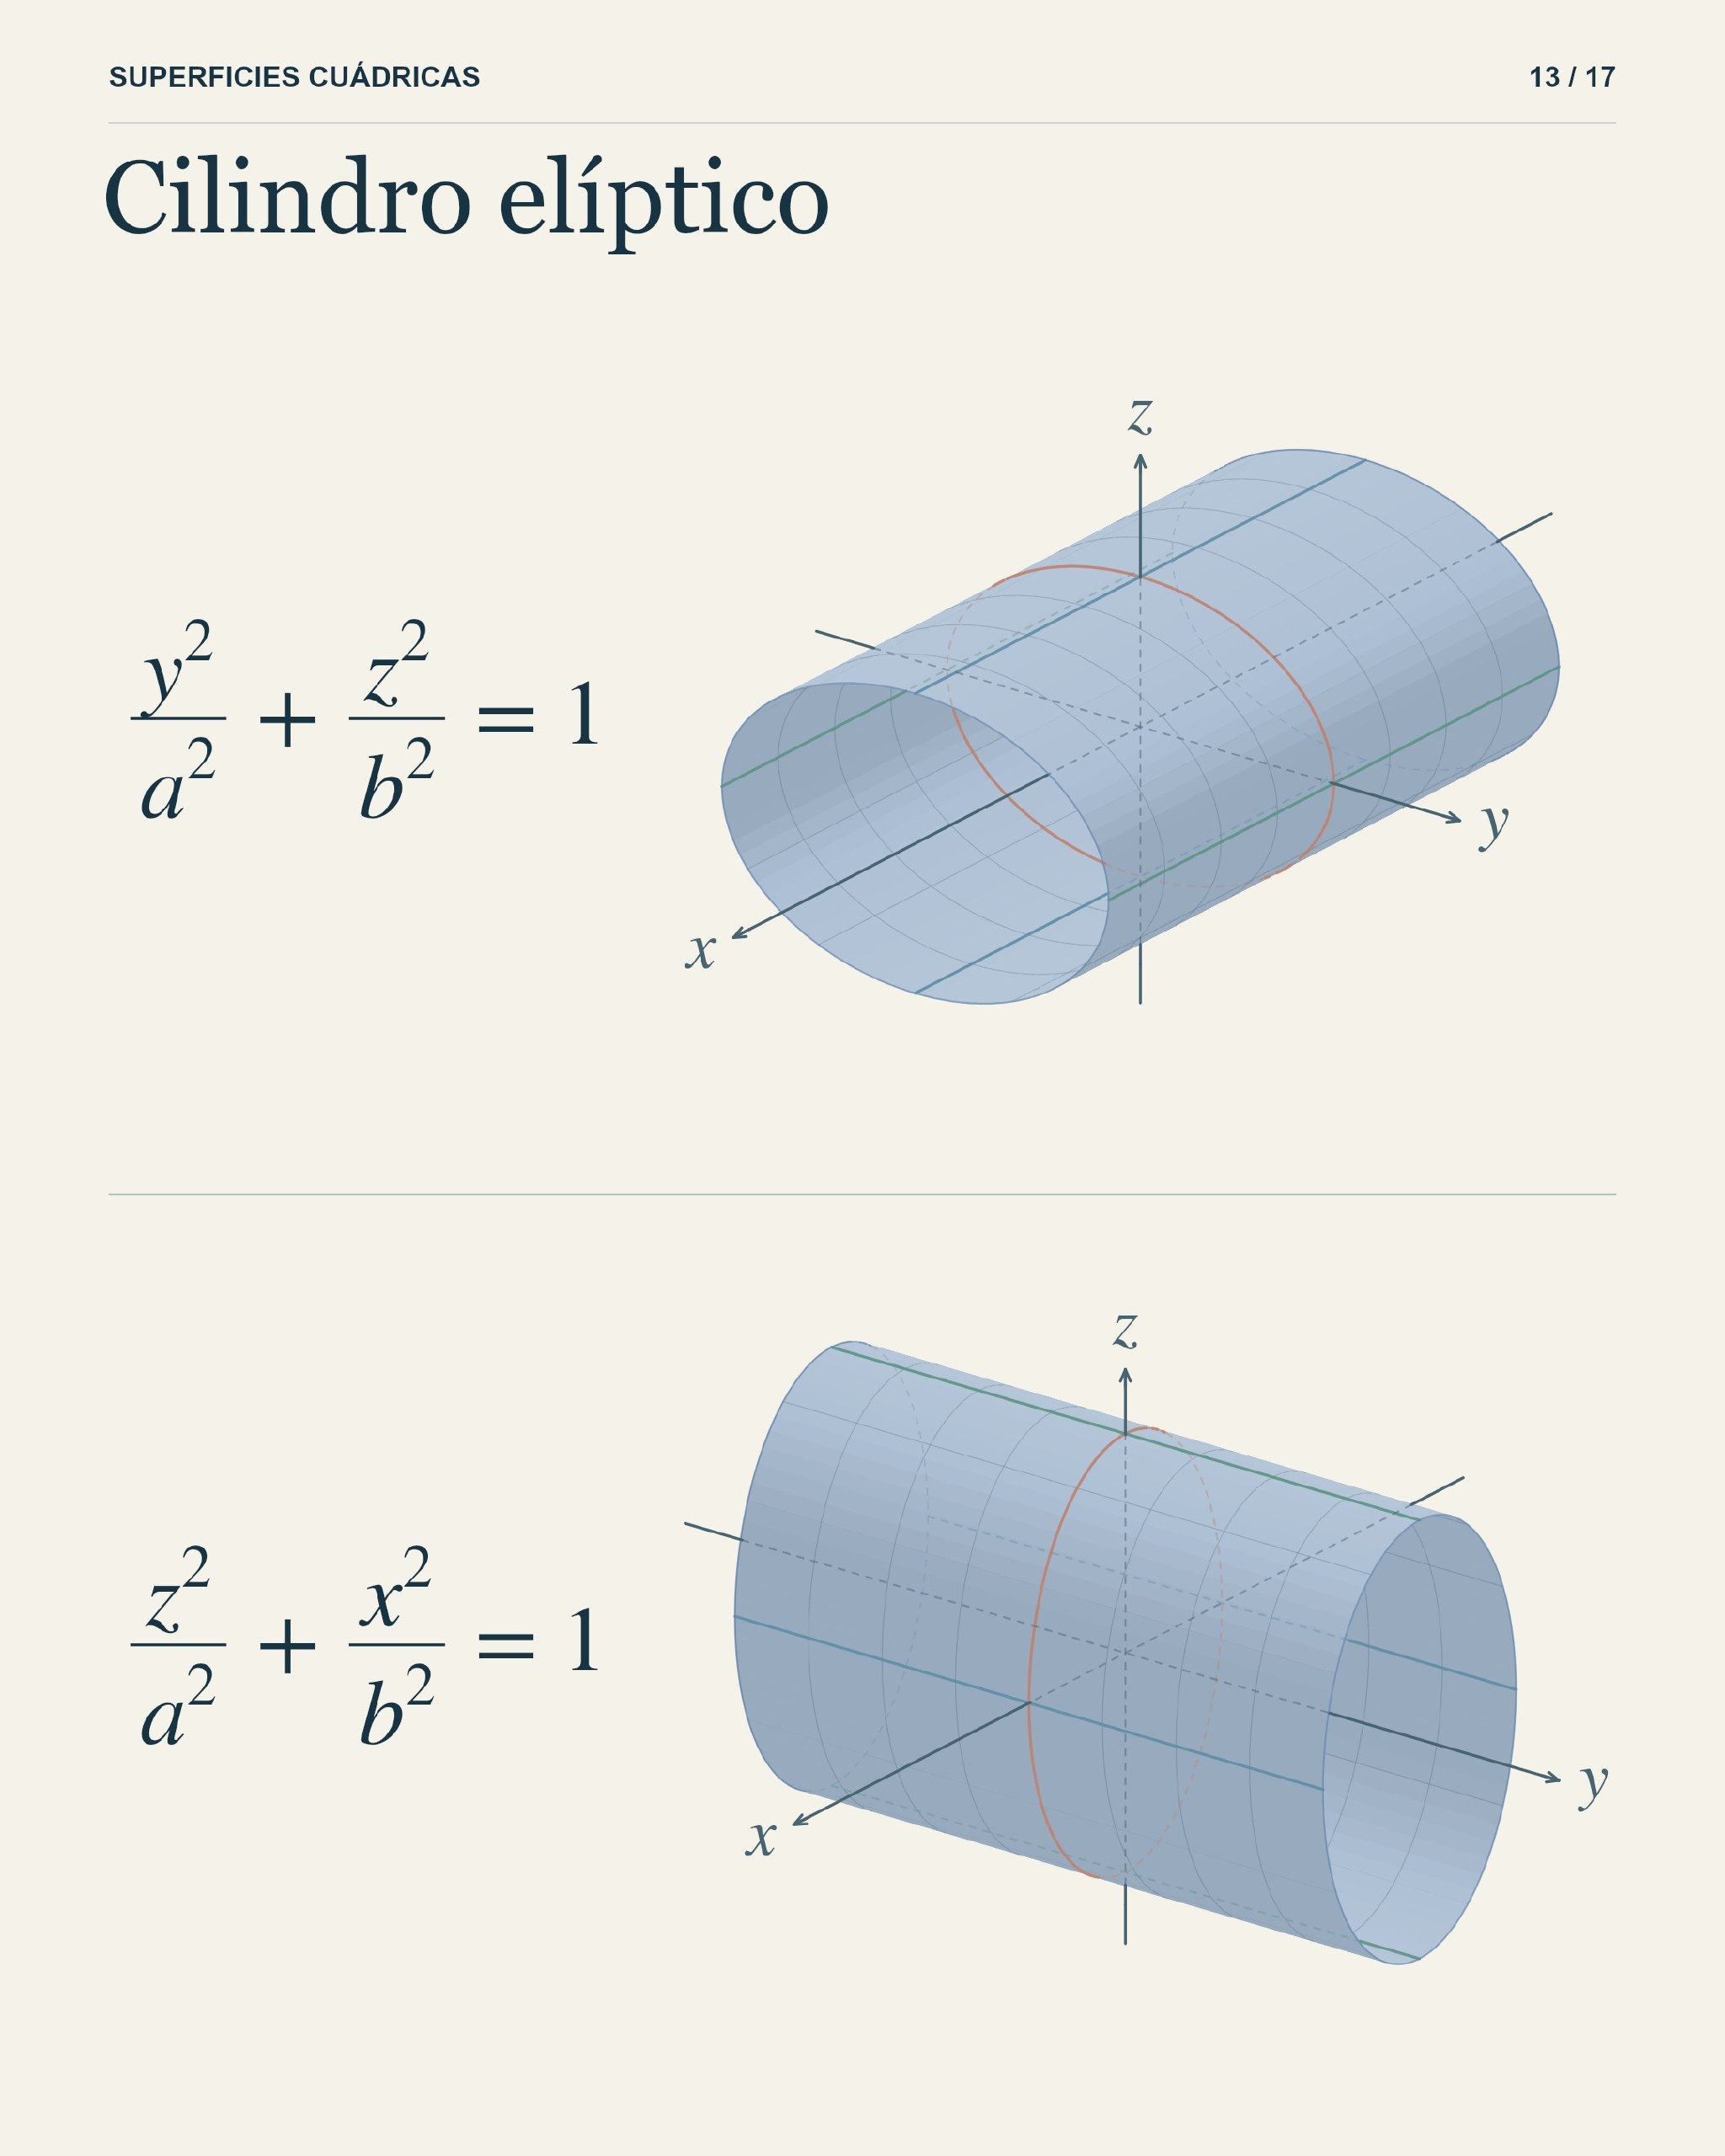 SUPERFICIES CUÁDRICAS
13 / 17
Cilindro elíptico
z
y² / a² + z² / b² = 1
y
x
z
z² / a² + x² / b² = 1
y
x